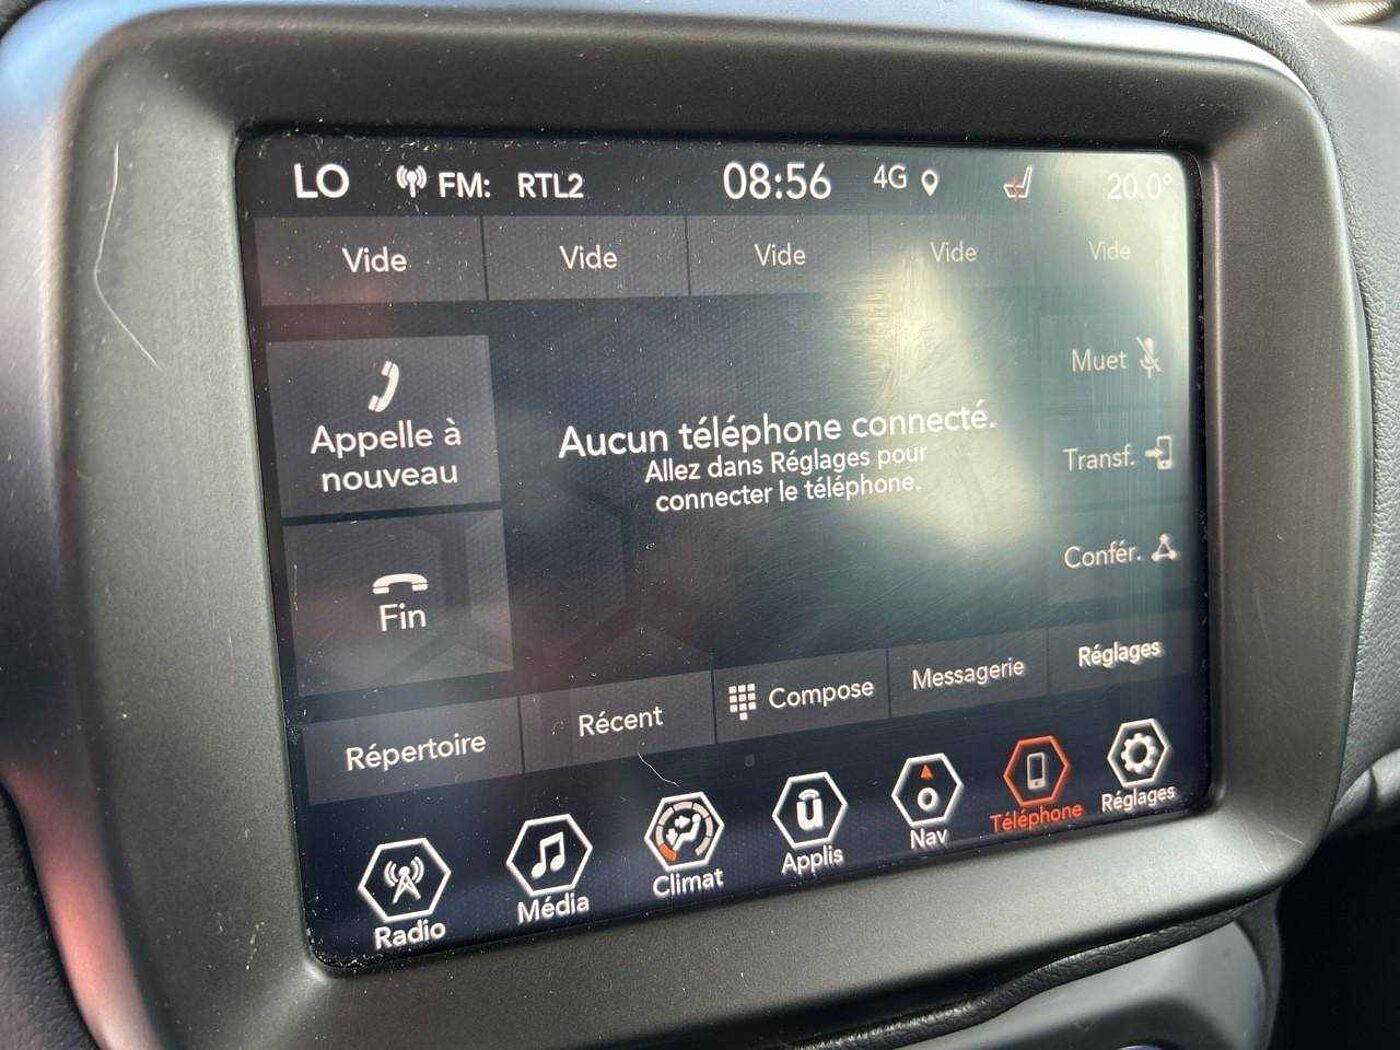 LO FM: RTL2 08:56 4G 20.0°
Vide Vide Vide Vide Vide
Appelle à
nouveau
Fin
Aucun téléphone connecté.
Allez dans Réglages pour
connecter le téléphone.
Muet
Transf.
Confér.
Répertoire Récent Compose Messagerie Réglages
Radio Média Climat Applis Nav Téléphone Réglages